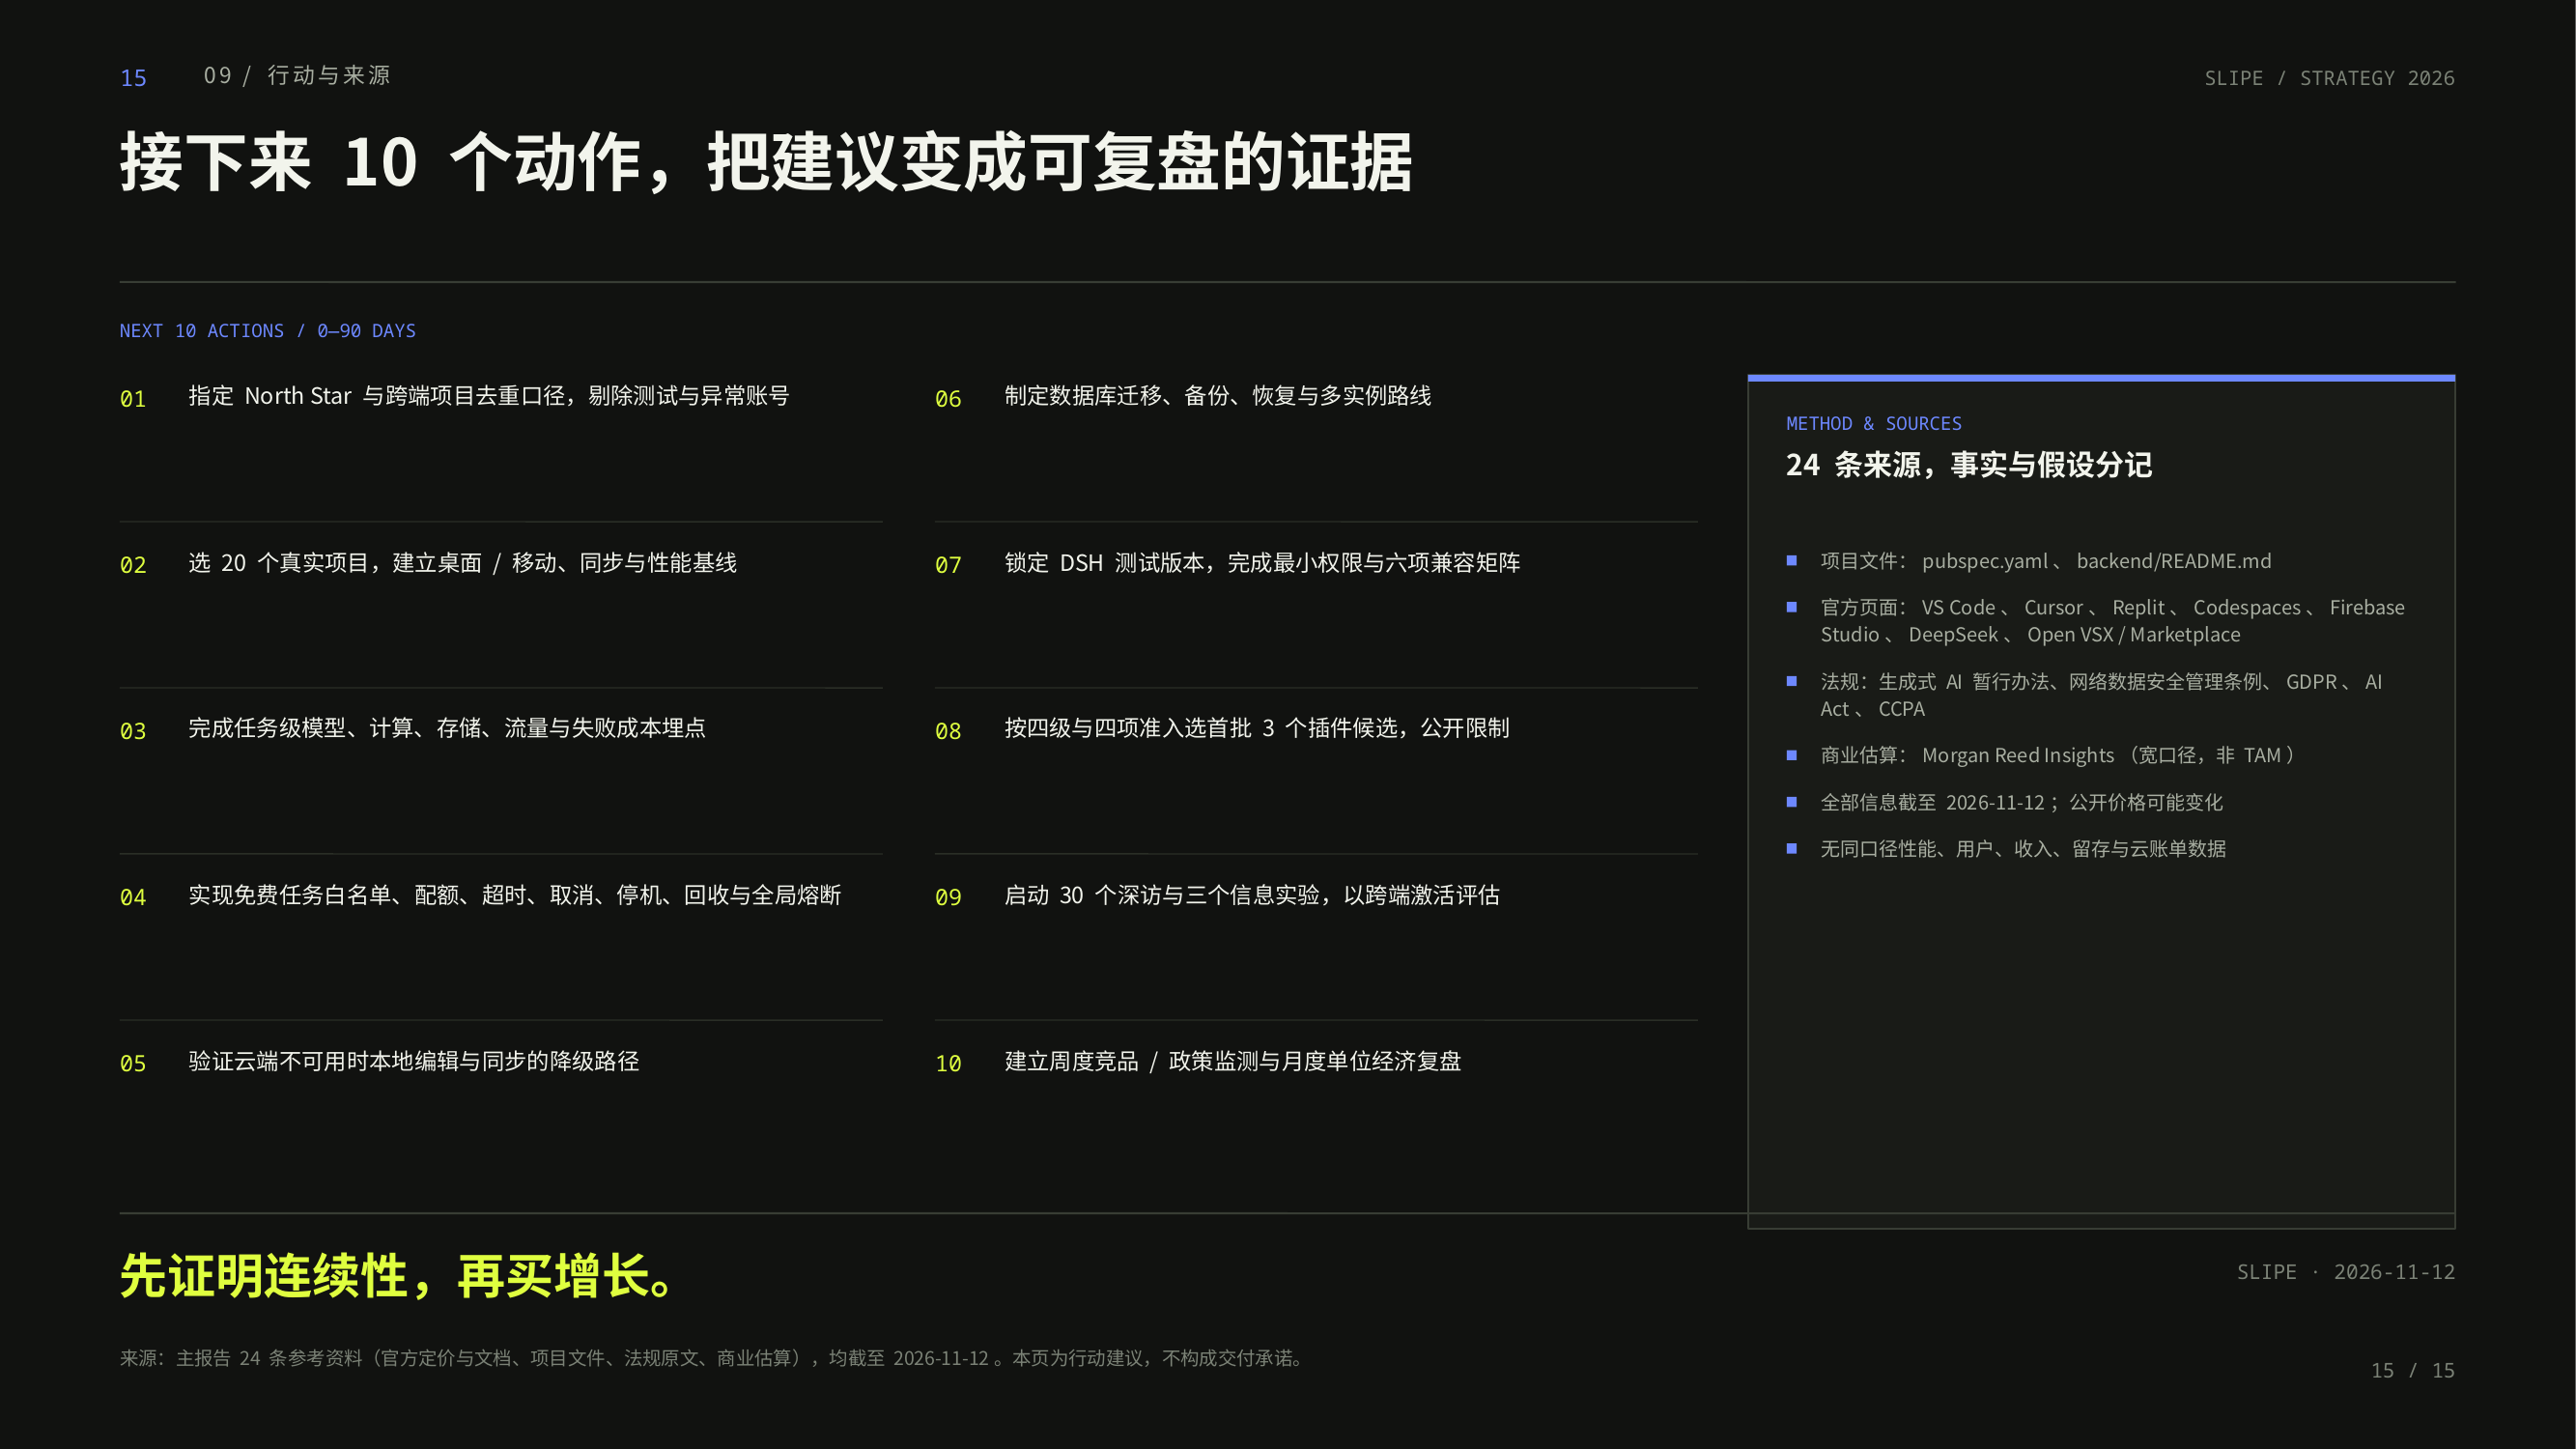 15 09 / 行动与来源
SLIPE / STRATEGY 2026
接下来 10 个动作，把建议变成可复盘的证据
NEXT 10 ACTIONS / 0—90 DAYS
01 指定 North Star 与跨端项目去重口径，剔除测试与异常账号
02 选 20 个真实项目，建立桌面 / 移动、同步与性能基线
03 完成任务级模型、计算、存储、流量与失败成本埋点
04 实现免费任务白名单、配额、超时、取消、停机、回收与全局熔断
05 验证云端不可用时本地编辑与同步的降级路径
06 制定数据库迁移、备份、恢复与多实例路线
07 锁定 DSH 测试版本，完成最小权限与六项兼容矩阵
08 按四级与四项准入选首批 3 个插件候选，公开限制
09 启动 30 个深访与三个信息实验，以跨端激活评估
10 建立周度竞品 / 政策监测与月度单位经济复盘
METHOD & SOURCES
24 条来源，事实与假设分记
项目文件： pubspec.yaml 、 backend/README.md
官方页面： VS Code 、 Cursor 、 Replit 、 Codespaces 、 Firebase
Studio 、 DeepSeek 、 Open VSX / Marketplace
法规：生成式 AI 暂行办法、网络数据安全管理条例、 GDPR 、 AI
Act 、 CCPA
商业估算： Morgan Reed Insights （宽口径，非 TAM ）
全部信息截至 2026-11-12 ；公开价格可能变化
无同口径性能、用户、收入、留存与云账单数据
先证明连续性，再买增长。
SLIPE · 2026-11-12
来源：主报告 24 条参考资料（官方定价与文档、项目文件、法规原文、商业估算），均截至 2026-11-12 。本页为行动建议，不构成交付承诺。
15 / 15